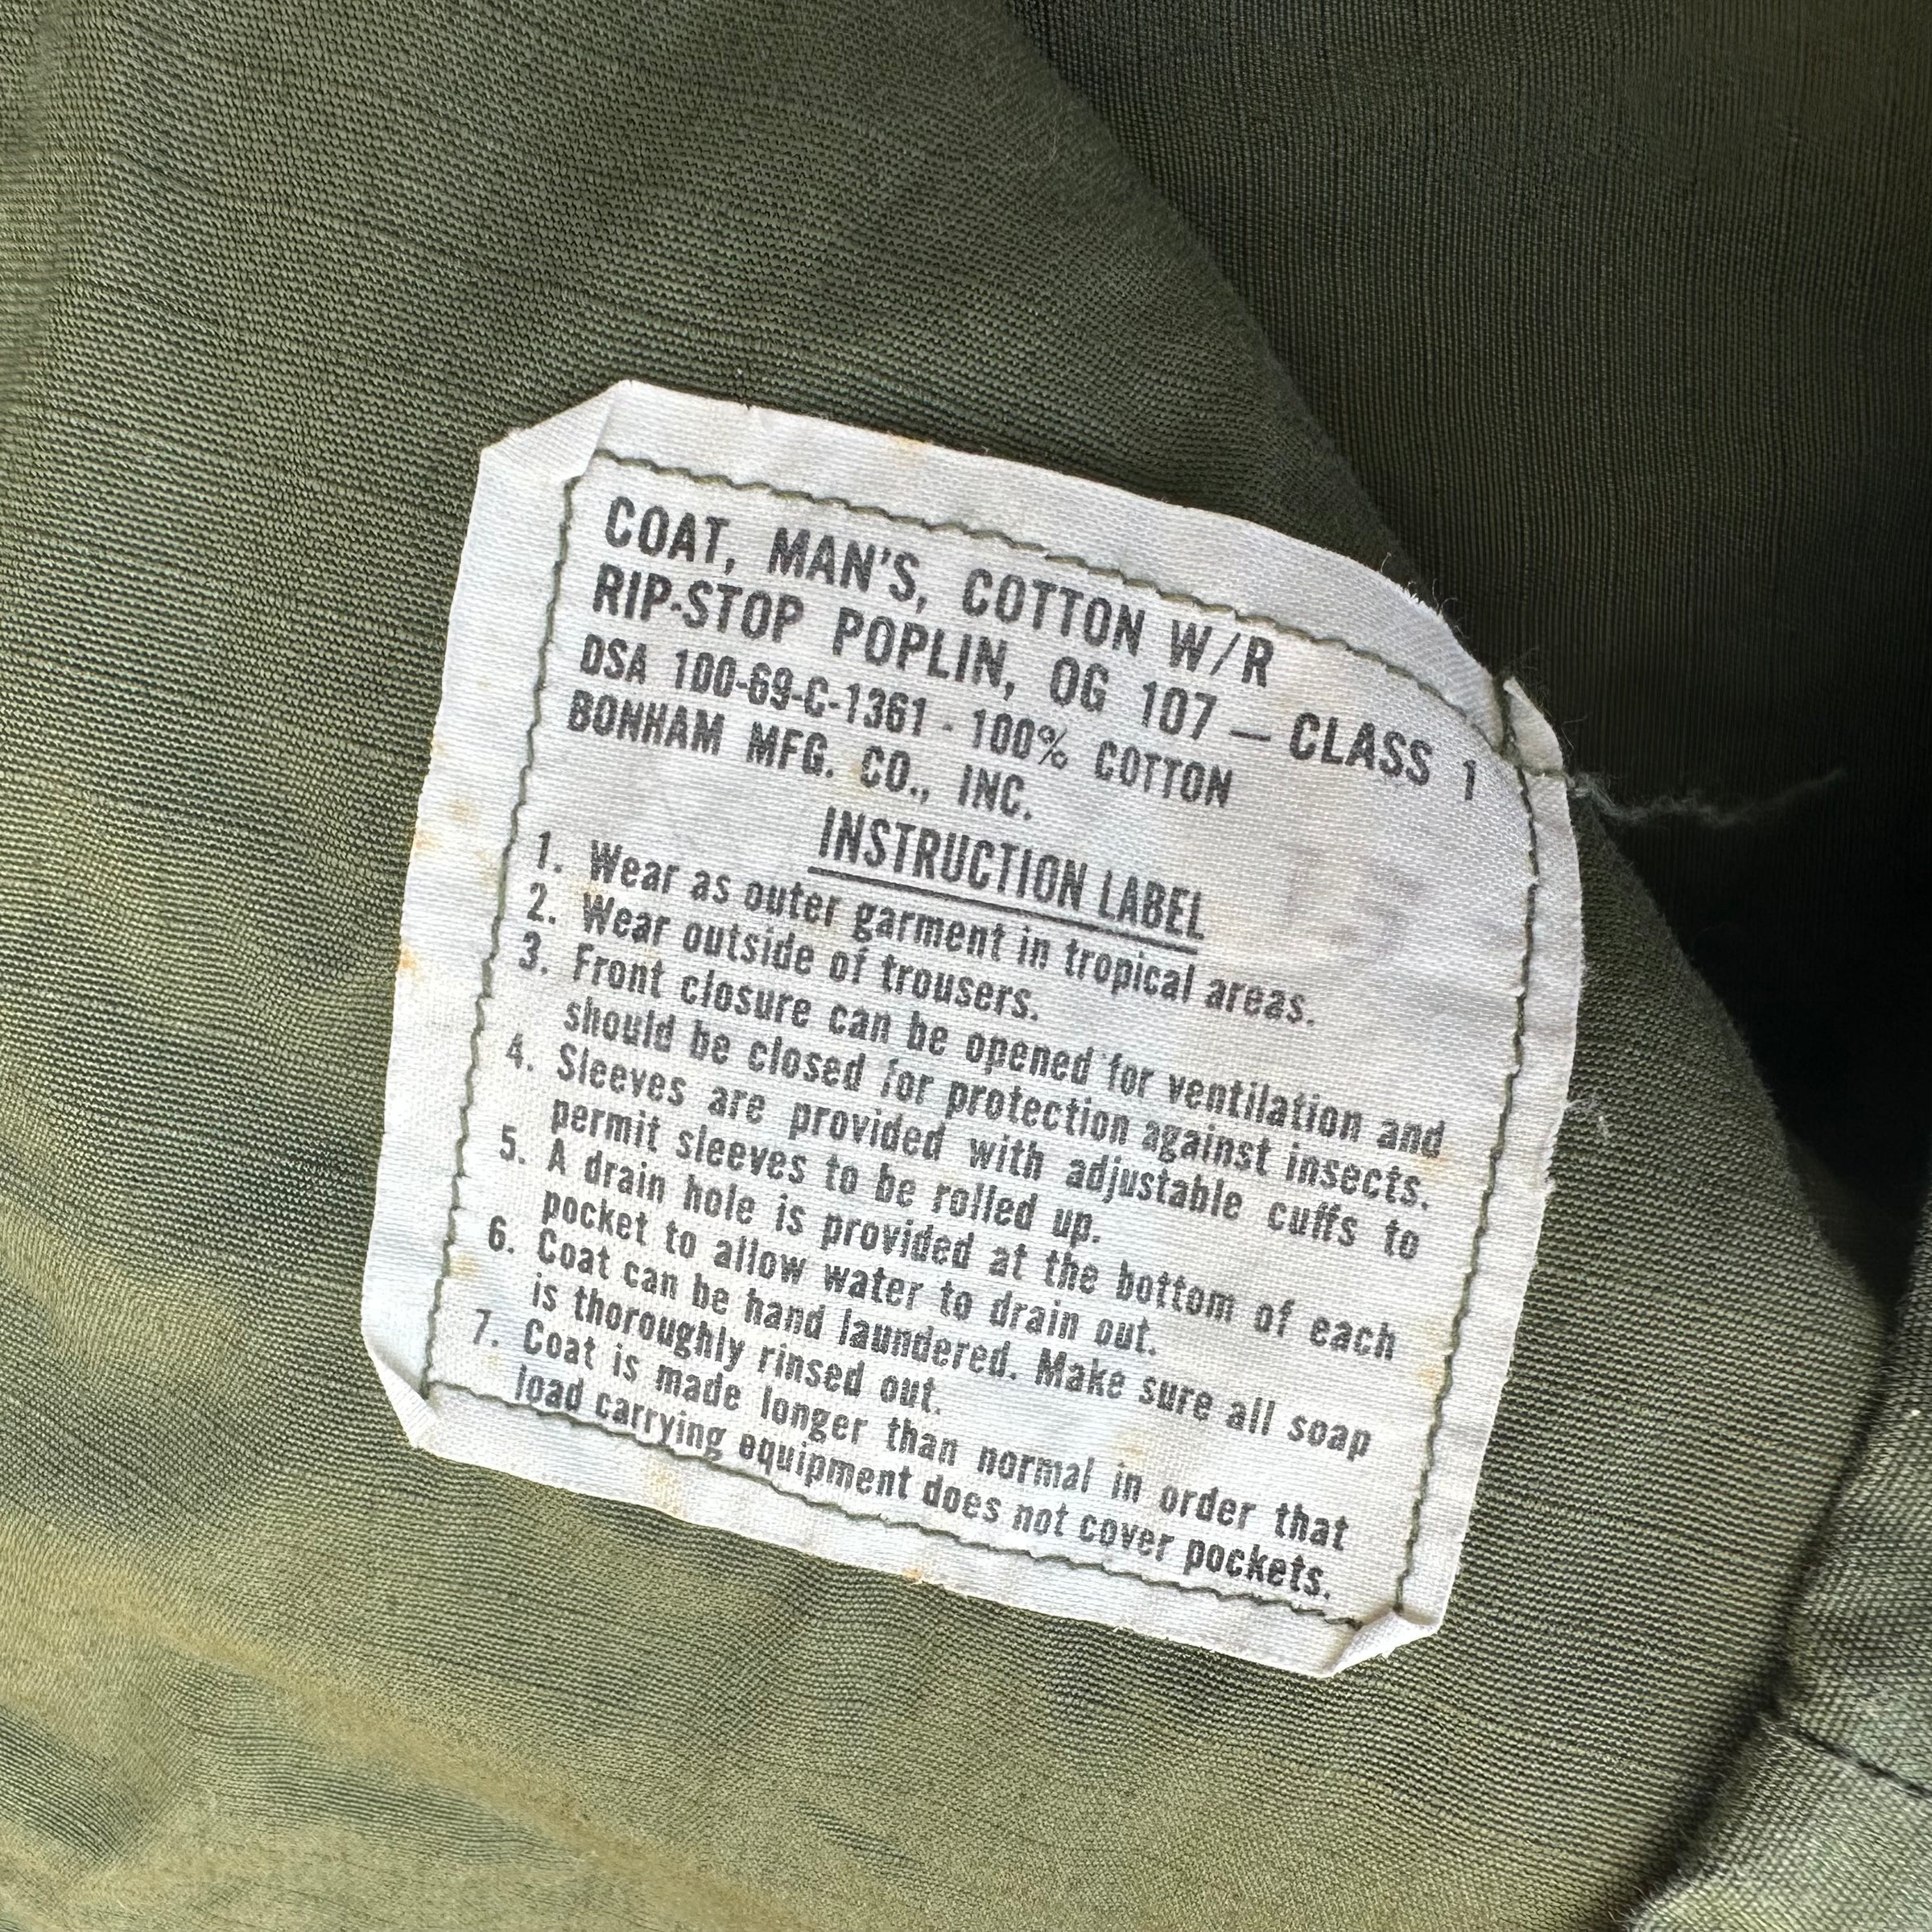 COAT, MAN'S, COTTON W/R
RIP-STOP POPLIN, OG 107 — CLASS 1
DSA 100-69-C-1361 - 100% COTTON
BONHAM MFG. CO., INC.
INSTRUCTION LABEL
1. Wear as outer garment in tropical areas.
2. Wear outside of trousers.
3. Front closure can be opened for ventilation and
should be closed for protection against insects.
4. Sleeves are provided with adjustable cuffs to
permit sleeves to be rolled up.
5. A drain hole is provided at the bottom of each
pocket to allow water to drain out.
6. Coat can be hand laundered. Make sure all soap
is thoroughly rinsed out.
7. Coat is made longer than normal in order that
load carrying equipment does not cover pockets.